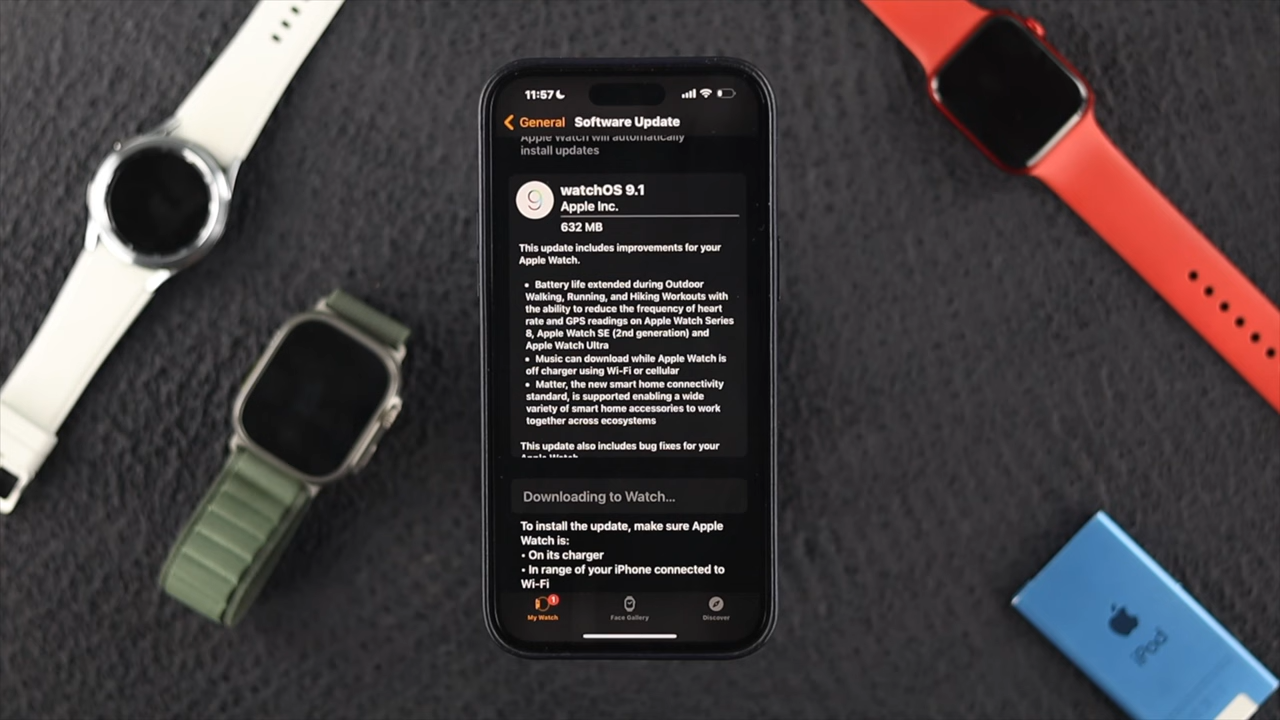 11:57
General Software Update
Apple Watch will automatically
install updates
9
watchOS 9.1
Apple Inc.
632 MB
This update includes improvements for your
Apple Watch.
• Battery life extended during Outdoor
Walking, Running, and Hiking Workouts with
the ability to reduce the frequency of heart
rate and GPS readings on Apple Watch Series
8, Apple Watch SE (2nd generation) and
Apple Watch Ultra
• Music can download while Apple Watch is
off charger using Wi-Fi or cellular
• Matter, the new smart home connectivity
standard, is supported enabling a wide
variety of smart home accessories to work
together across ecosystems
This update also includes bug fixes for your
Apple Watch
Downloading to Watch...
To install the update, make sure Apple
Watch is:
• On its charger
• In range of your iPhone connected to
Wi-Fi
1
My Watch Face Gallery Discover
iPod